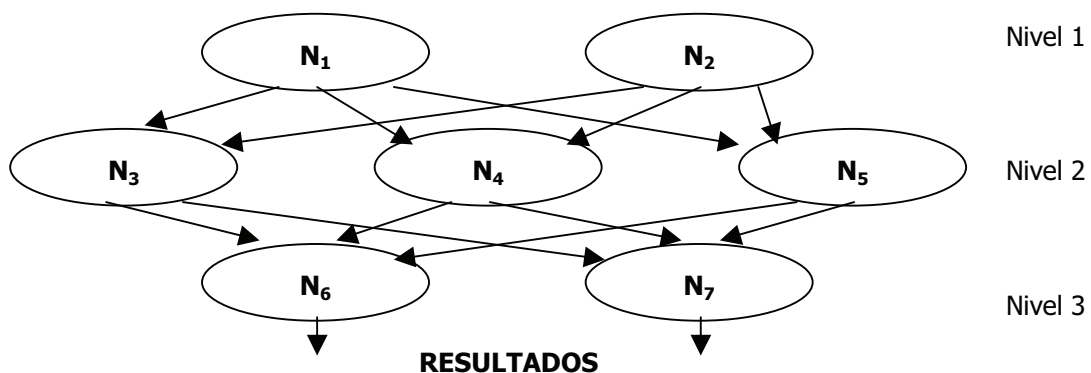 N₁ N₂ Nivel 1
N₃ N₄ N₅ Nivel 2
N₆ N₇ Nivel 3
RESULTADOS